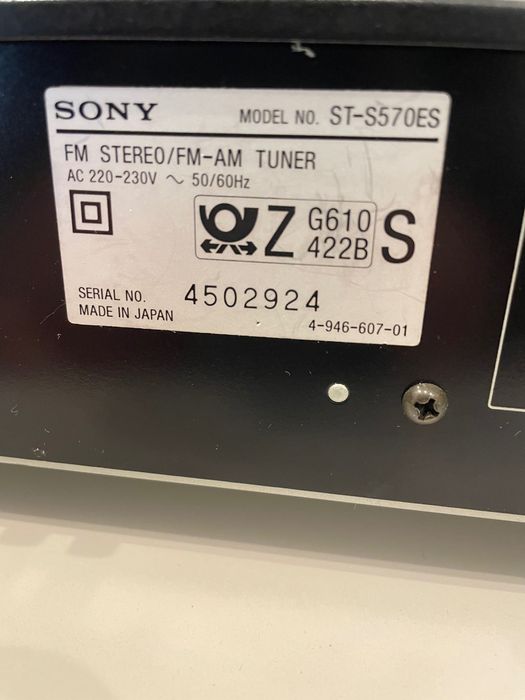 SONY MODEL NO. ST-S570ES
FM STEREO/FM-AM TUNER
AC 220-230V ~ 50/60Hz
Z G610 S
422B
SERIAL NO. 4502924
MADE IN JAPAN 4-946-607-01